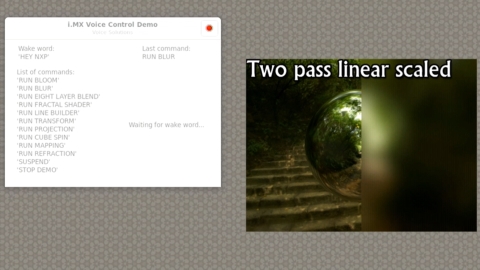 i.MX Voice Control Demo
Wake word:
'HEY NXP'
Last command:
RUN BLUR
List of commands:
'RUN BLOOM'
'RUN BLUR'
'RUN EIGHT LAYER BLEND'
'RUN FRACTAL SHADER'
'RUN LINE BUILDER'
'RUN TRANSFORM'
'RUN PROJECTION'
'RUN CUBE SPIN'
'RUN MAPPING'
'RUN REFRACTION'
'SUSPEND'
'STOP DEMO'
Waiting for wake word...
Two pass linear scaled